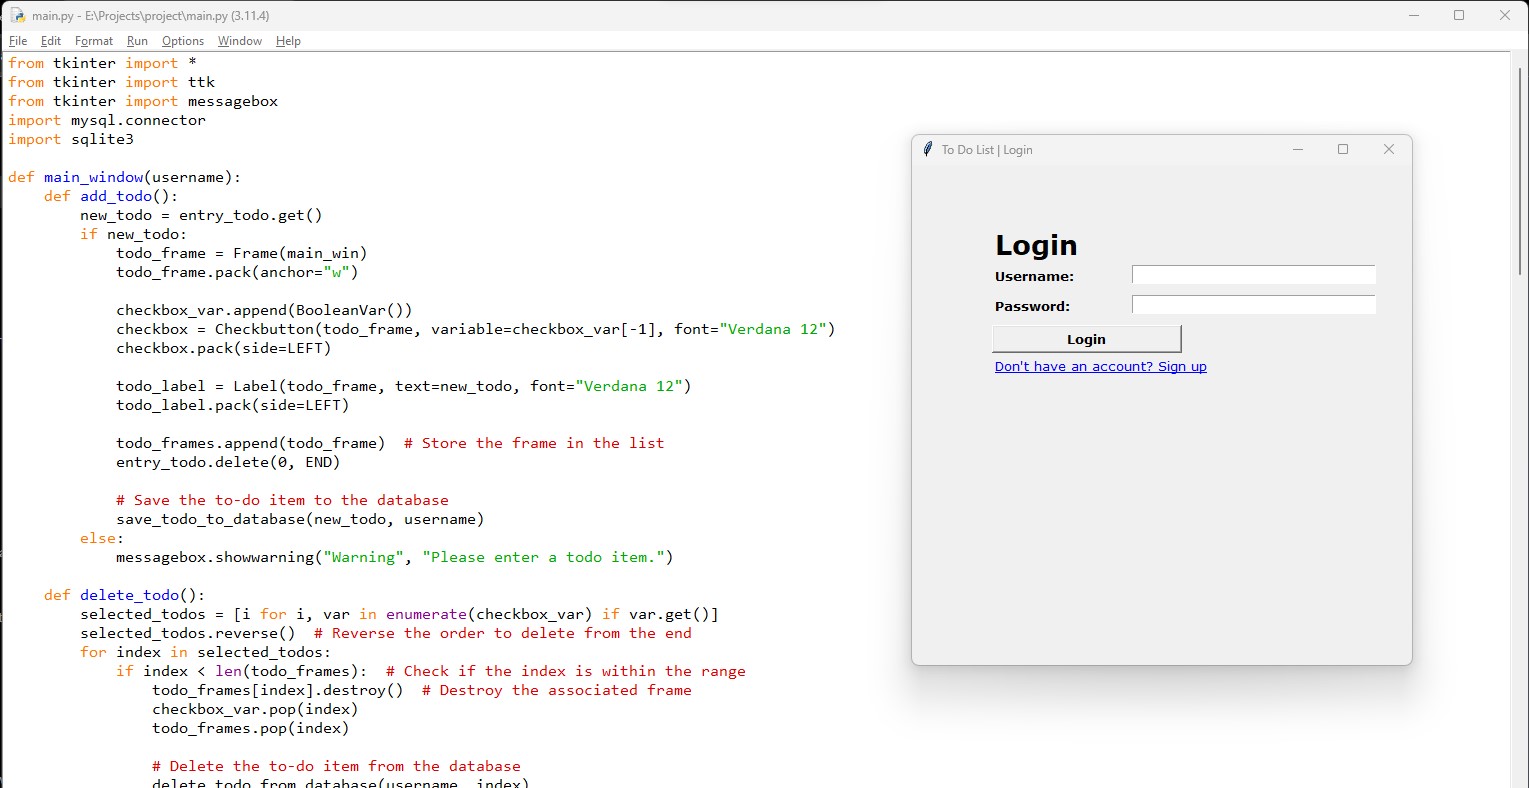 main.py - E:\Projects\project\main.py (3.11.4)
File Edit Format Run Options Window Help
from tkinter import *
from tkinter import ttk
from tkinter import messagebox
import mysql.connector
import sqlite3
def main_window(username):
    def add_todo():
        new_todo = entry_todo.get()
        if new_todo:
            todo_frame = Frame(main_win)
            todo_frame.pack(anchor="w")
            checkbox_var.append(BooleanVar())
            checkbox = Checkbutton(todo_frame, variable=checkbox_var[-1], font="Verdana 12")
            checkbox.pack(side=LEFT)
            todo_label = Label(todo_frame, text=new_todo, font="Verdana 12")
            todo_label.pack(side=LEFT)
            todo_frames.append(todo_frame)  # Store the frame in the list
            entry_todo.delete(0, END)
            # Save the to-do item to the database
            save_todo_to_database(new_todo, username)
        else:
            messagebox.showwarning("Warning", "Please enter a todo item.")
    def delete_todo():
        selected_todos = [i for i, var in enumerate(checkbox_var) if var.get()]
        selected_todos.reverse()  # Reverse the order to delete from the end
        for index in selected_todos:
            if index < len(todo_frames):  # Check if the index is within the range
                todo_frames[index].destroy()  # Destroy the associated frame
                checkbox_var.pop(index)
                todo_frames.pop(index)
                # Delete the to-do item from the database
                delete_todo_from_database(username, index)
To Do List | Login
Login
Username:
Password:
Login
Don't have an account? Sign up